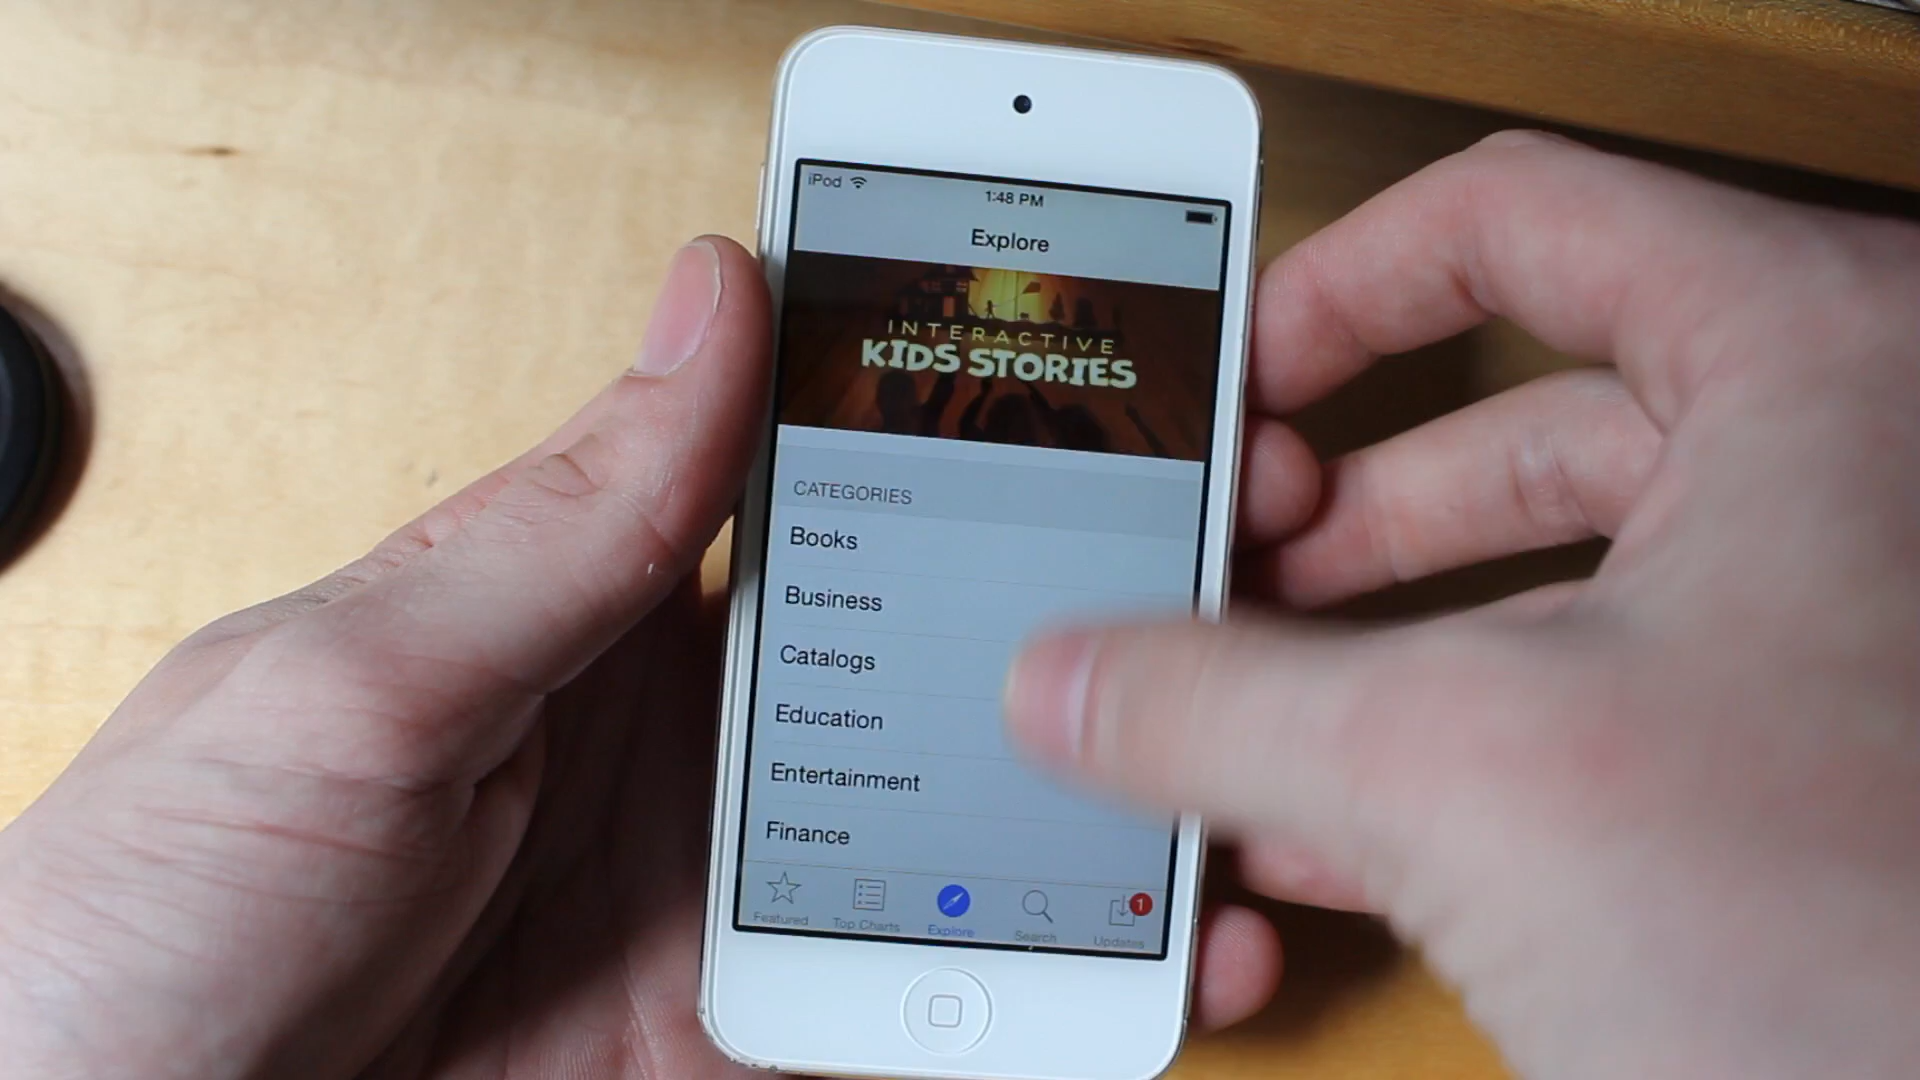 iPod
1:48 PM
Explore
INTERACTIVE
KIDS STORIES
CATEGORIES
Books
Business
Catalogs
Education
Entertainment
Finance
Featured
Top Charts
Explore
Search
Updates
1